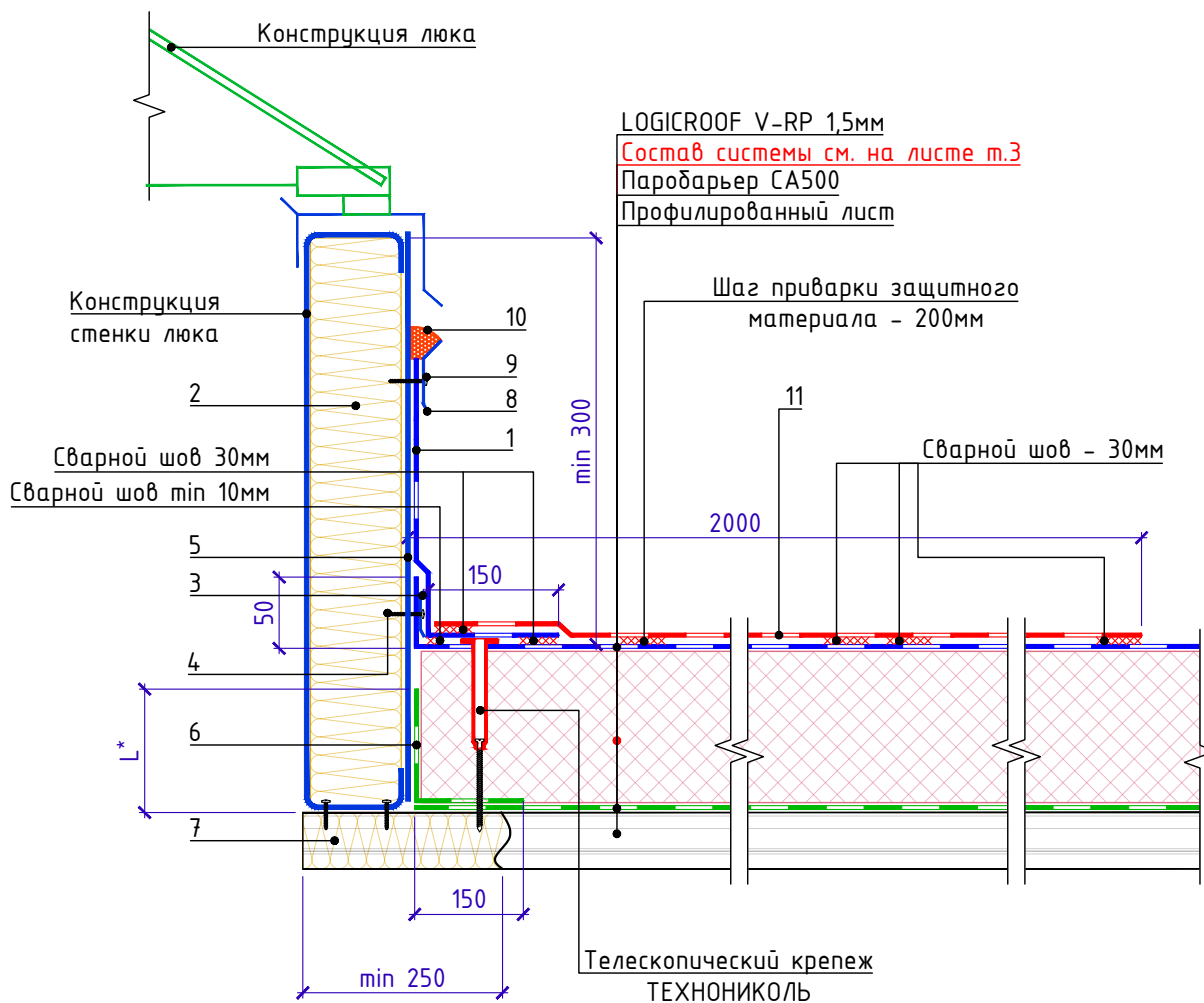 Конструкция люка
LOGICROOF V-RP 1,5мм
Состав системы см. на листе т.3
Паробарьер СА500
Профилированный лист
Конструкция
стенки люка
Шаг приварки защитного
материала - 200мм
10
9
8
2
1
11
min 300
Сварной шов 30мм
Сварной шов - 30мм
Сварной шов min 10мм
2000
5
3
150
50
4
6
L*
7
150
min 250
Телескопический крепеж
ТЕХНОНИКОЛЬ